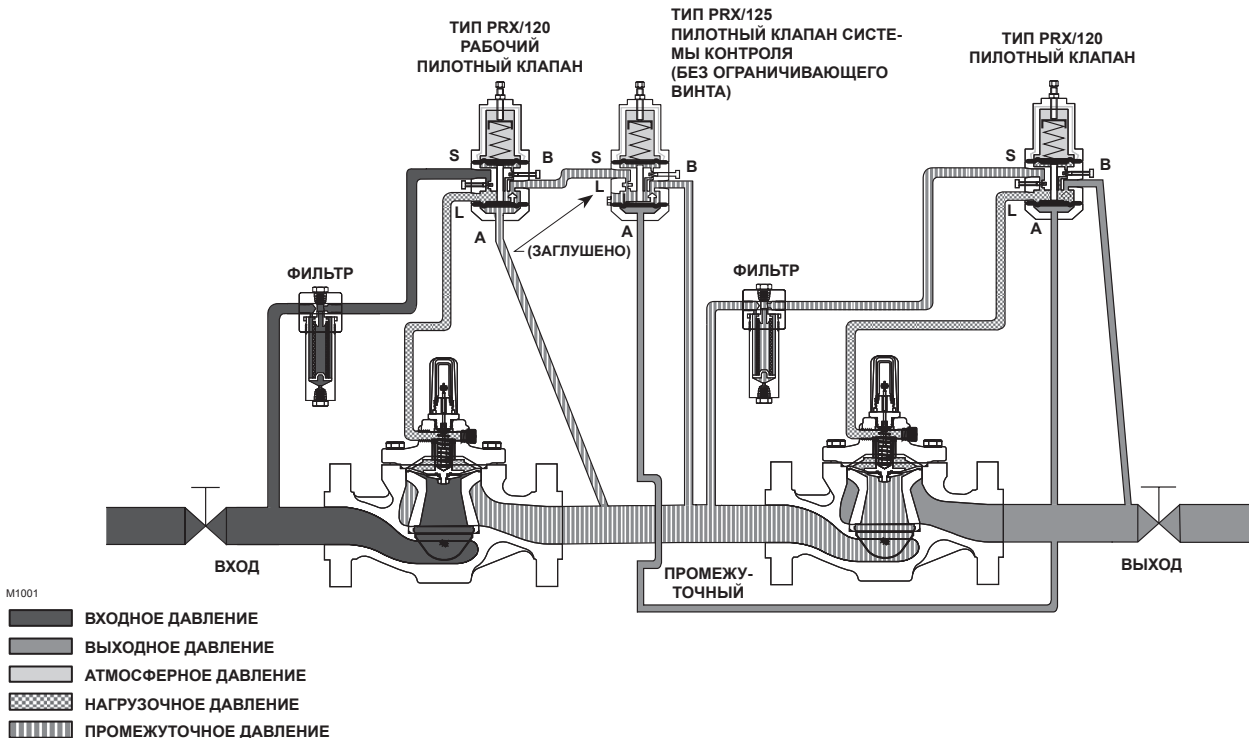 ТИП PRX/120
РАБОЧИЙ
ПИЛОТНЫЙ КЛАПАН
ТИП PRX/125
ПИЛОТНЫЙ КЛАПАН СИСТЕ-
МЫ КОНТРОЛЯ
(БЕЗ ОГРАНИЧИВАЮЩЕГО
ВИНТА)
ТИП PRX/120
ПИЛОТНЫЙ КЛАПАН
S
B
L
A
S
B
L
A
(ЗАГЛУШЕНО)
S
B
L
A
ФИЛЬТР
ФИЛЬТР
ВХОД
ПРОМЕЖУ-
ТОЧНЫЙ
ВЫХОД
M1001
ВХОДНОЕ ДАВЛЕНИЕ
ВЫХОДНОЕ ДАВЛЕНИЕ
АТМОСФЕРНОЕ ДАВЛЕНИЕ
НАГРУЗОЧНОЕ ДАВЛЕНИЕ
ПРОМЕЖУТОЧНОЕ ДАВЛЕНИЕ